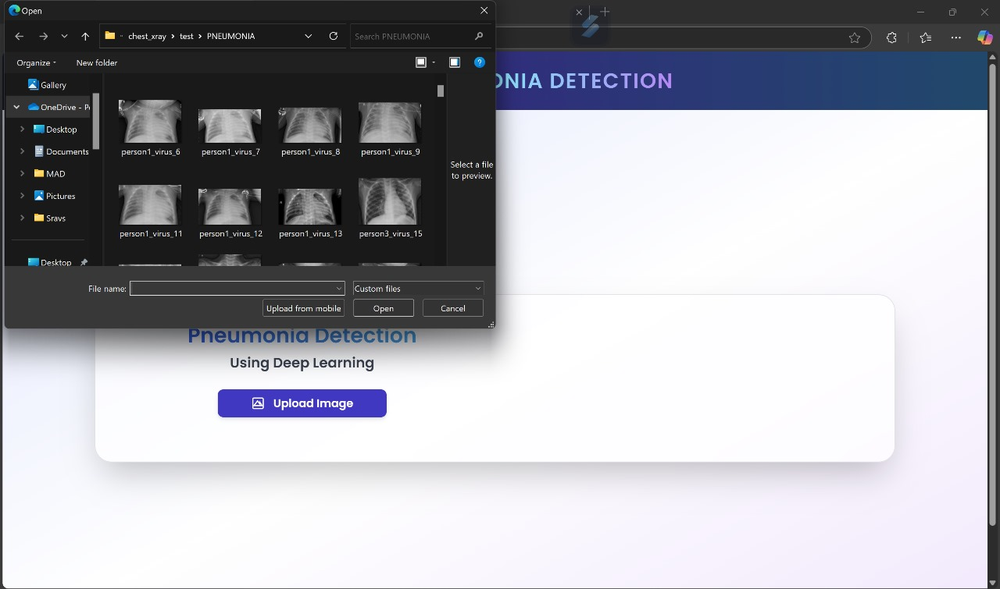 Open
chest_xray › test › PNEUMONIA
Search PNEUMONIA
Organize
New folder
?
Gallery
OneDrive - P
Desktop
Documents
MAD
Pictures
Sravs
Desktop
person1_virus_6
person1_virus_7
person1_virus_8
person1_virus_9
person1_virus_11
person1_virus_12
person1_virus_13
person3_virus_15
Select a file
to preview.
File name:
Custom files
Upload from mobile
Open
Cancel
ONIA DETECTION
Pneumonia Detection
Using Deep Learning
Upload Image